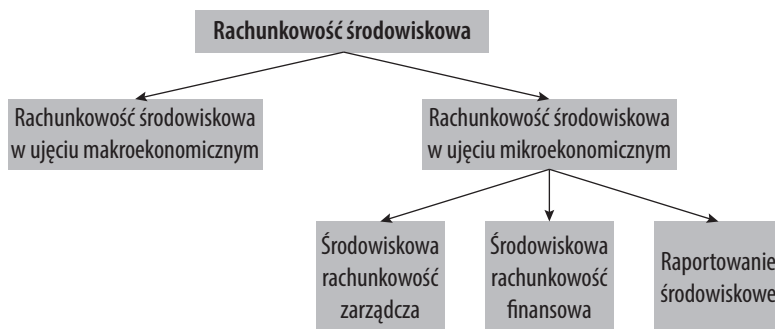 Rachunkowość środowiskowa
Rachunkowość środowiskowa
w ujęciu makroekonomicznym
Rachunkowość środowiskowa
w ujęciu mikroekonomicznym
Środowiskowa
rachunkowość
zarządcza
Środowiskowa
rachunkowość
finansowa
Raportowanie
środowiskowe